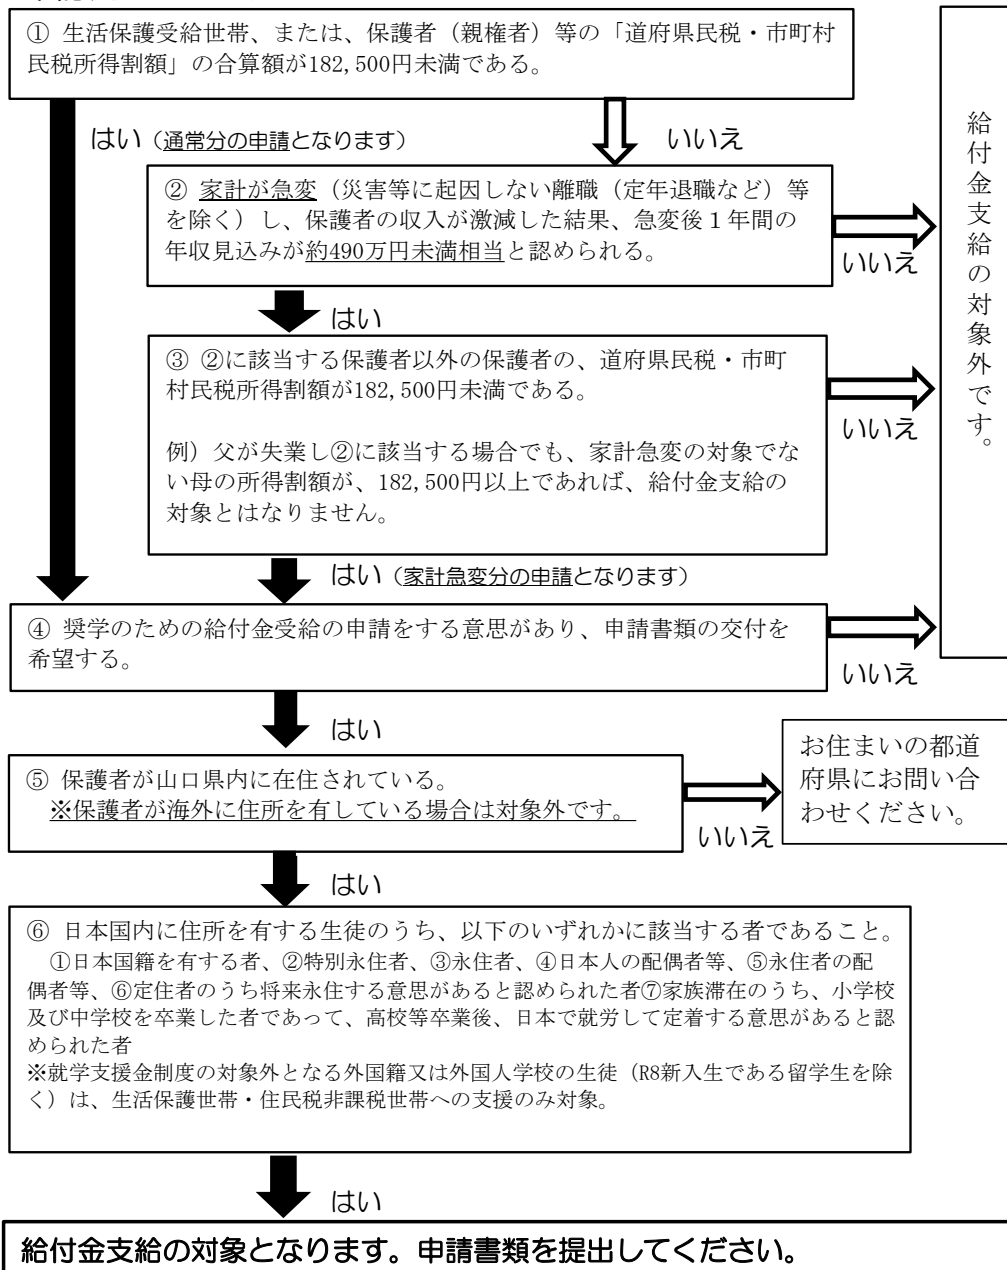 ① 生活保護受給世帯、または、保護者（親権者）等の「道府県民税・市町村
民税所得割額」の合算額が182,500円未満である。
はい（通常分の申請となります）
いいえ
② 家計が急変（災害等に起因しない離職（定年退職など）等
を除く）し、保護者の収入が激減した結果、急変後１年間の
年収見込みが約490万円未満相当と認められる。
いいえ
はい
③ ②に該当する保護者以外の保護者の、道府県民税・市町
村民税所得割額が182,500円未満である。
例）父が失業し②に該当する場合でも、家計急変の対象でな
い母の所得割額が、182,500円以上であれば、給付金支給の
対象とはなりません。
いいえ
はい（家計急変分の申請となります）
④ 奨学のための給付金受給の申請をする意思があり、申請書類の交付を
希望する。
いいえ
給付金支給の対象外です。
はい
⑤ 保護者が山口県内に在住されている。
※保護者が海外に住所を有している場合は対象外です。
いいえ
お住まいの都道
府県にお問い合
わせください。
はい
⑥ 日本国内に住所を有する生徒のうち、以下のいずれかに該当する者であること。
①日本国籍を有する者、②特別永住者、③永住者、④日本人の配偶者等、⑤永住者の配
偶者等、⑥定住者のうち将来永住する意思があると認められた者⑦家族滞在のうち、小学校
及び中学校を卒業した者であって、高校等卒業後、日本で就労して定着する意思があると認
められた者
※就学支援金制度の対象外となる外国籍又は外国人学校の生徒（R8新入生である留学生を除
く）は、生活保護世帯・住民税非課税世帯への支援のみ対象。
はい
給付金支給の対象となります。申請書類を提出してください。